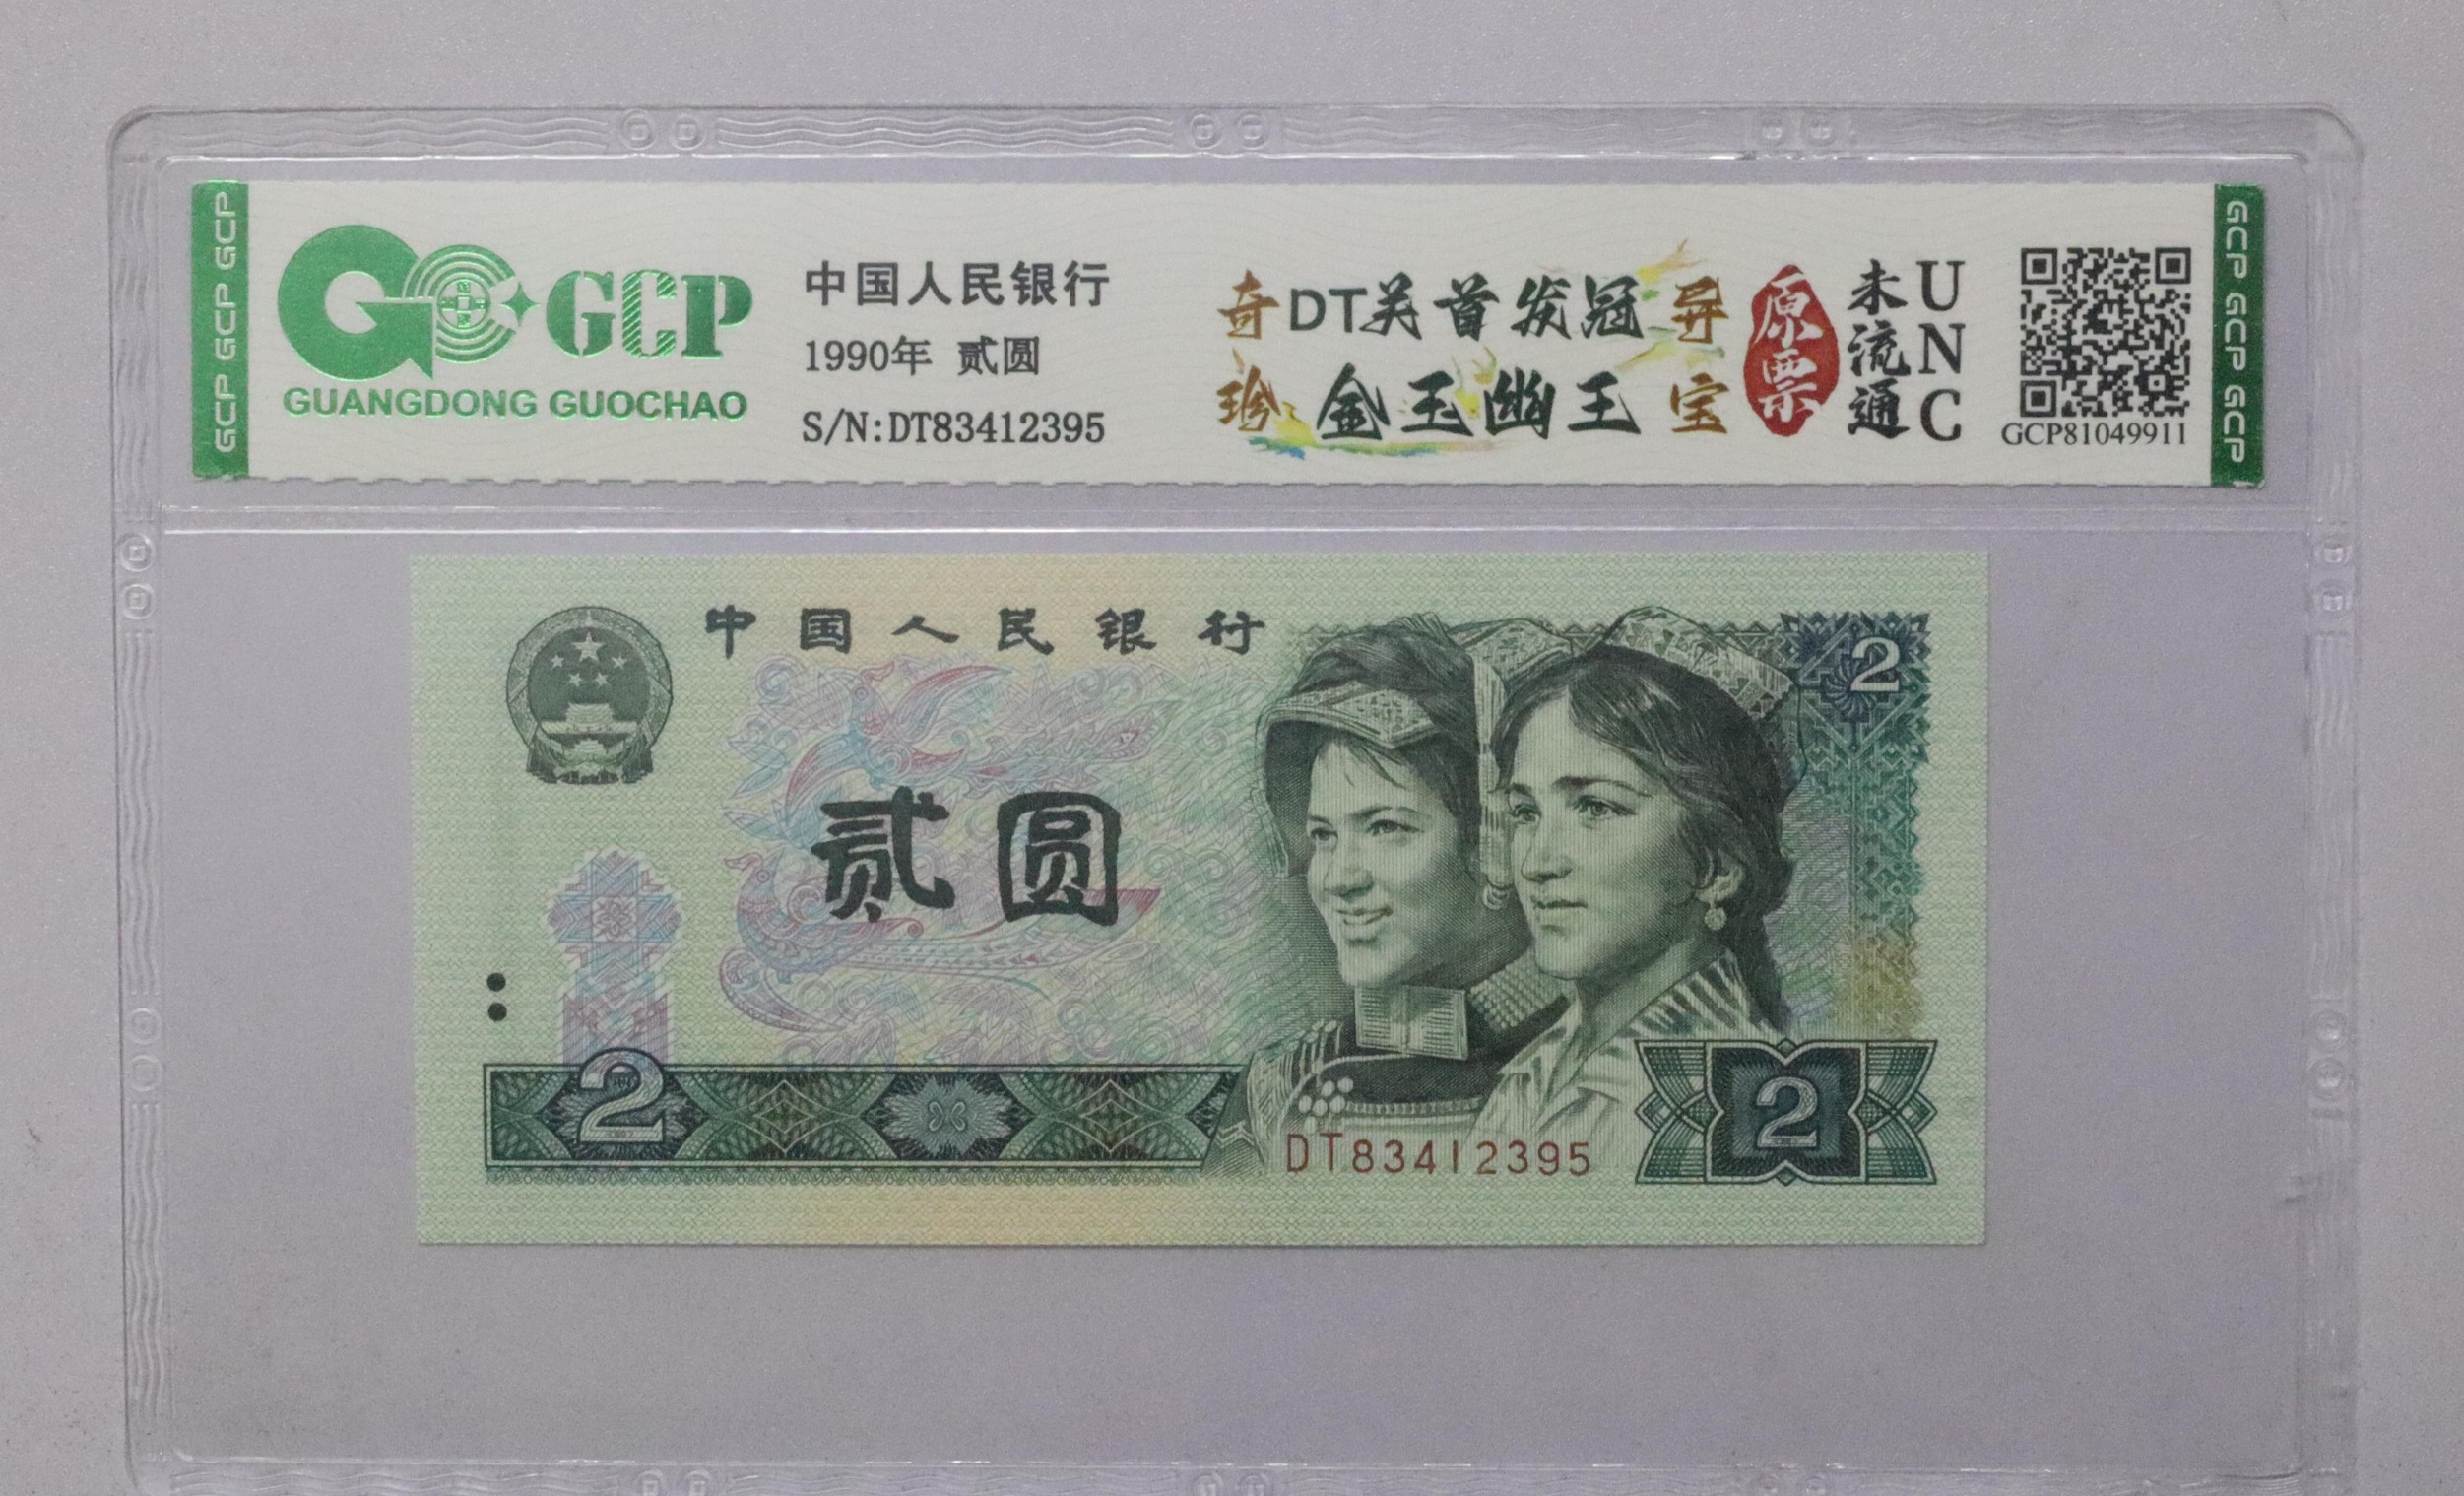 GCP GCP GCP
GCP
GUANGDONG GUOCHAO
中国人民银行
1990年 贰圆
S/N:DT83412395
奇珍
DT关首发冠
金玉幽王
异宝
原票
未流通
UNC
GCP81049911
GCP GCP GCP
中国人民银行
2
贰圆
2
DT83412395
2